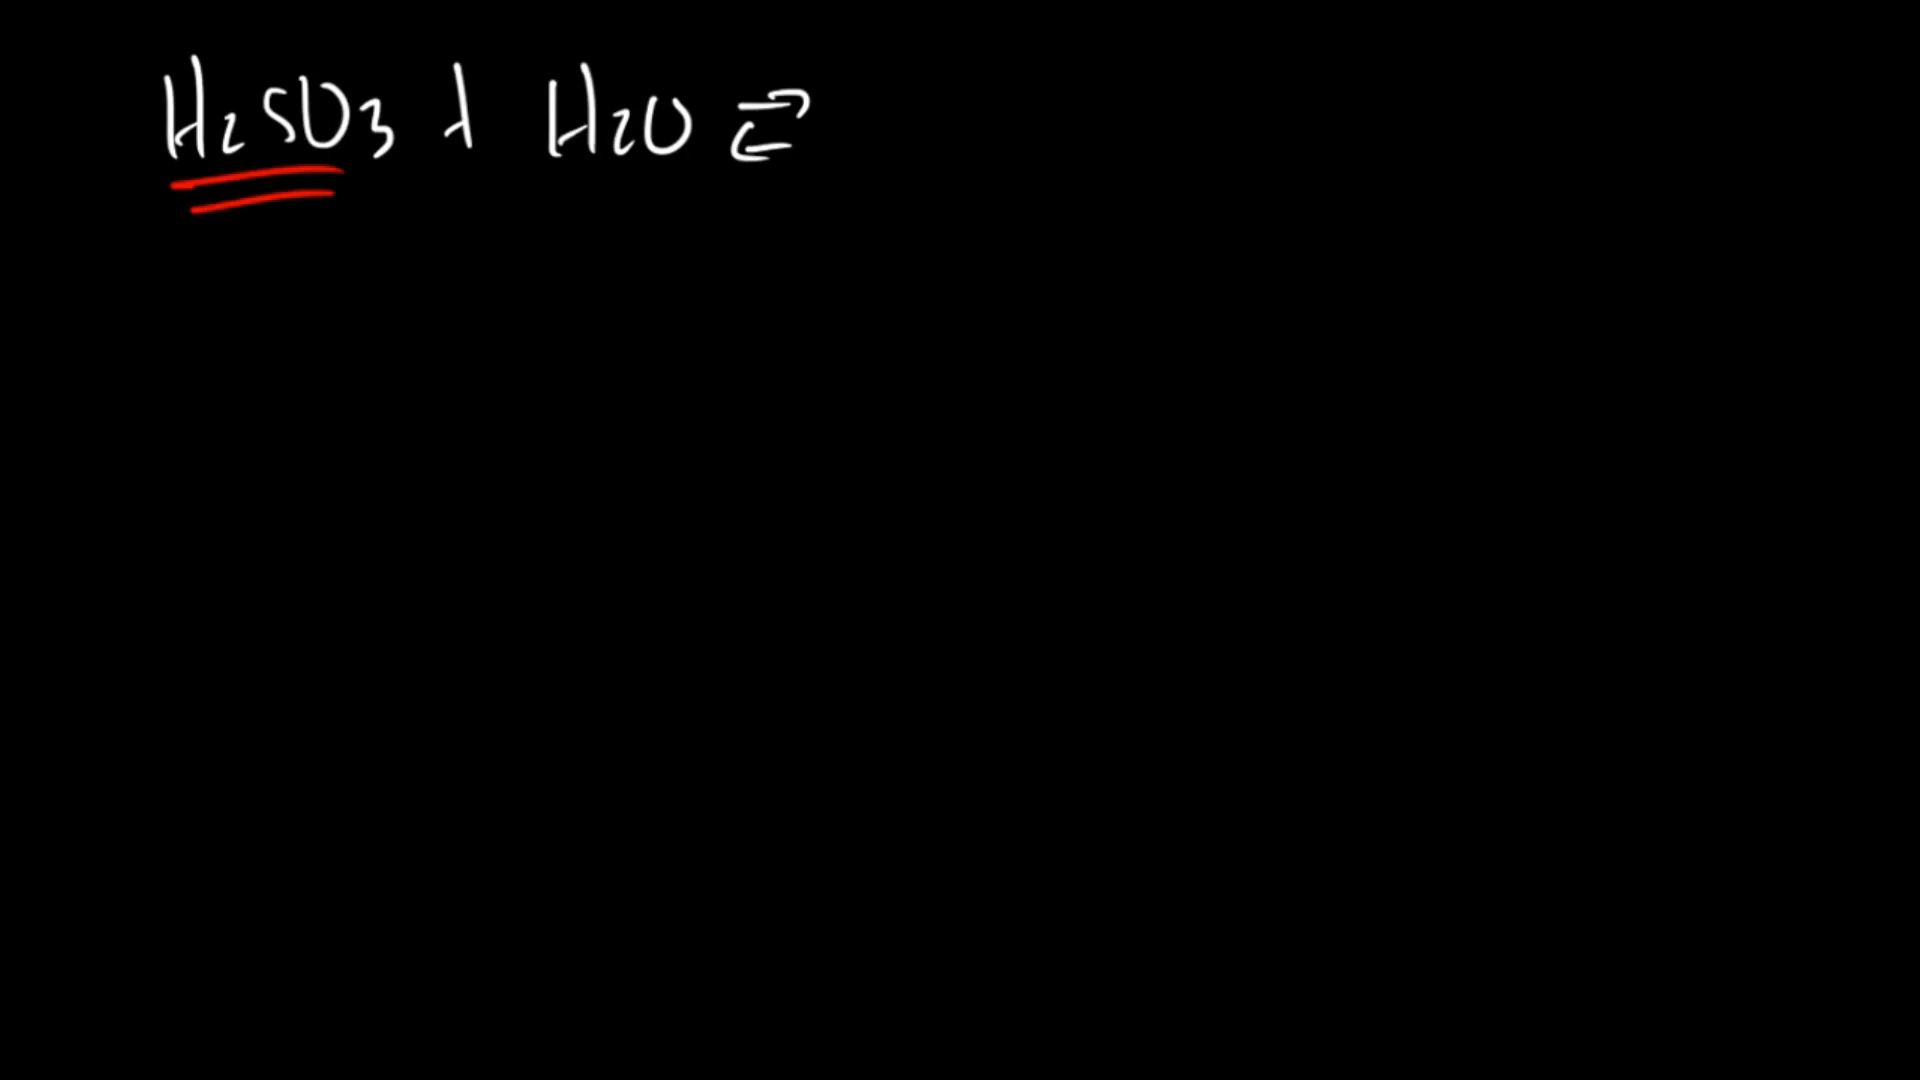 H₂SO₃ + H₂O ⇌